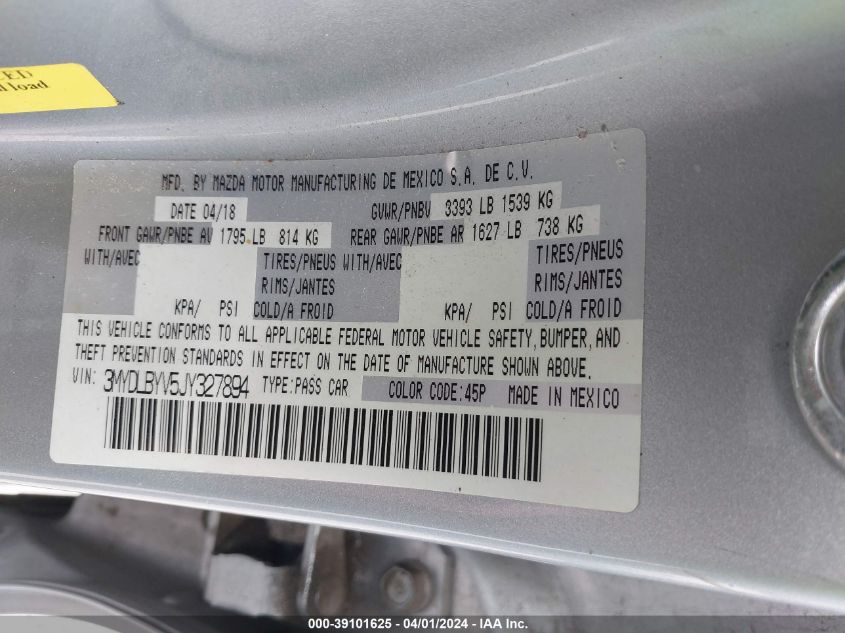 LED
load
MFD. BY MAZDA MOTOR MANUFACTURING DE MEXICO S.A. DE C.V.
DATE 04/18 GVWR/PNBV 3393 LB 1539 KG
FRONT GAWR/PNBE AV 1795 LB 814 KG REAR GAWR/PNBE AR 1627 LB 738 KG
WITH/AVEC TIRES/PNEUS WITH/AVEC TIRES/PNEUS
RIMS/JANTES RIMS/JANTES
KPA/ PSI COLD/A FROID KPA/ PSI COLD/A FROID
THIS VEHICLE CONFORMS TO ALL APPLICABLE FEDERAL MOTOR VEHICLE SAFETY, BUMPER, AND
THEFT PREVENTION STANDARDS IN EFFECT ON THE DATE OF MANUFACTURE SHOWN ABOVE.
VIN: 3MYDLBYV5JY327894 TYPE:PASS CAR COLOR CODE:45P MADE IN MEXICO
000-39101625 - 04/01/2024 - IAA Inc.